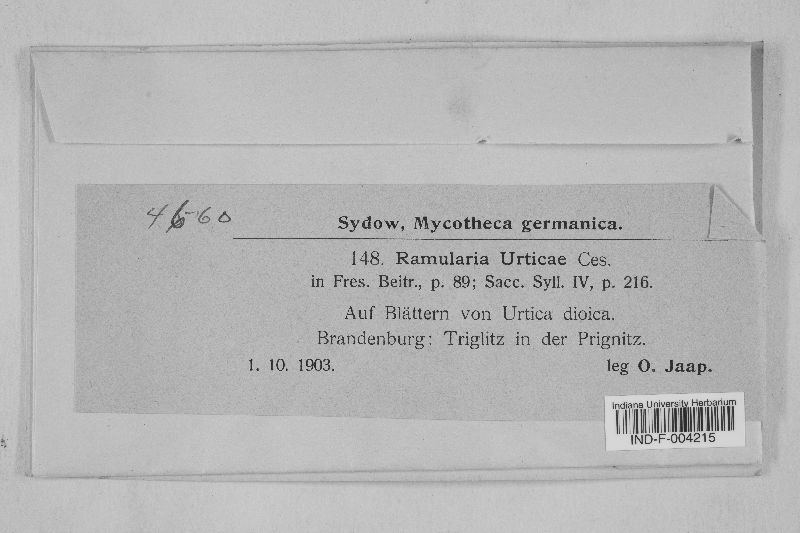 Sydow, Mycotheca germanica.
148. Ramularia Urticae Ces.
in Fres. Beitr., p. 89; Sacc. Syll. IV, p. 216.
Auf Blättern von Urtica dioica.
Brandenburg: Triglitz in der Prignitz.
1. 10. 1903. leg O. Jaap.
Indiana University Herbarium
IND-F-004215